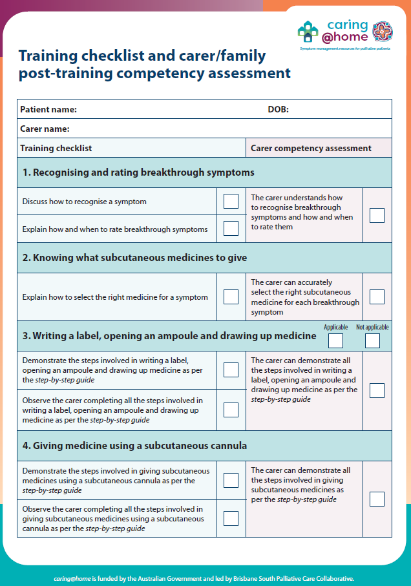 caring
@home
Symptom management resources for palliative patients
Training checklist and carer/family
post-training competency assessment
Patient name: DOB:
Carer name:
Training checklist Carer competency assessment
1. Recognising and rating breakthrough symptoms
Discuss how to recognise a symptom
Explain how and when to rate breakthrough symptoms
The carer understands how
to recognise breakthrough
symptoms and how and when
to rate them
2. Knowing what subcutaneous medicines to give
Explain how to select the right medicine for a symptom
The carer can accurately
select the right subcutaneous
medicine for each breakthrough
symptom
3. Writing a label, opening an ampoule and drawing up medicine
Applicable Not applicable
Demonstrate the steps involved in writing a label,
opening an ampoule and drawing up medicine as per
the step-by-step guide
Observe the carer completing all the steps involved in
writing a label, opening an ampoule and drawing up
medicine as per the step-by-step guide
The carer can demonstrate all
the steps involved in writing a
label, opening an ampoule and
drawing up medicine as per the
step-by-step guide
4. Giving medicine using a subcutaneous cannula
Demonstrate the steps involved in giving subcutaneous
medicines using a subcutaneous cannula as per the
step-by-step guide
Observe the carer completing all the steps involved in
giving subcutaneous medicines using a subcutaneous
cannula as per the step-by-step guide
The carer can demonstrate all
the steps involved in giving
subcutaneous medicines as
per the step-by-step guide
caring@home is funded by the Australian Government and led by Brisbane South Palliative Care Collaborative.